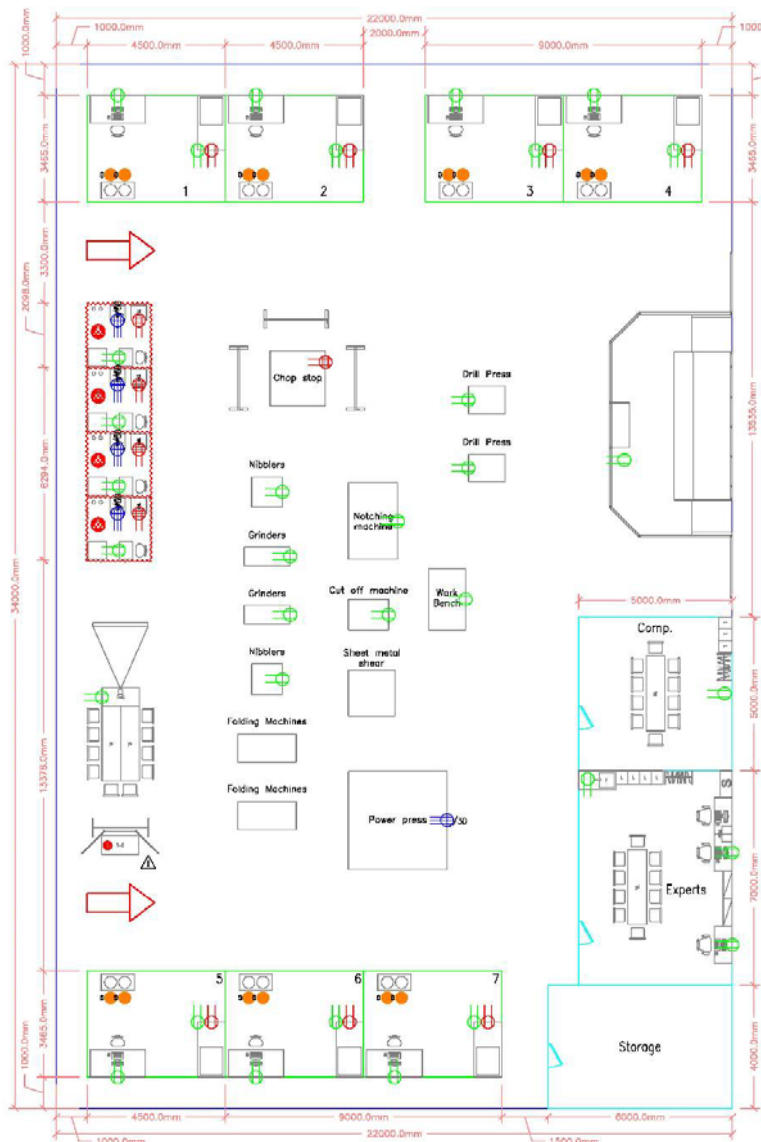 22000.0mm
1000.0mm
2000.0mm
1000.0mm
4500.0mm
4500.0mm
9000.0mm
3465.0mm
3465.0mm
1
2
3
4
3300.0mm
2098.0mm
13535.0mm
Chop stop
Drill Press
Drill Press
6294.0mm
Nibblers
Notching
machine
Grinders
34000.0mm
Grinders
Cut off machine
Work
Bench
5000.0mm
Comp.
Nibblers
Sheet metal
shear
5000.0mm
Folding Machines
13378.0mm
Folding Machines
Power press
S
Experts
7000.0mm
5
6
7
3465.0mm
1000.0mm
Storage
4000.0mm
4500.0mm
9000.0mm
6000.0mm
1000.0mm
22000.0mm
1500.0mm